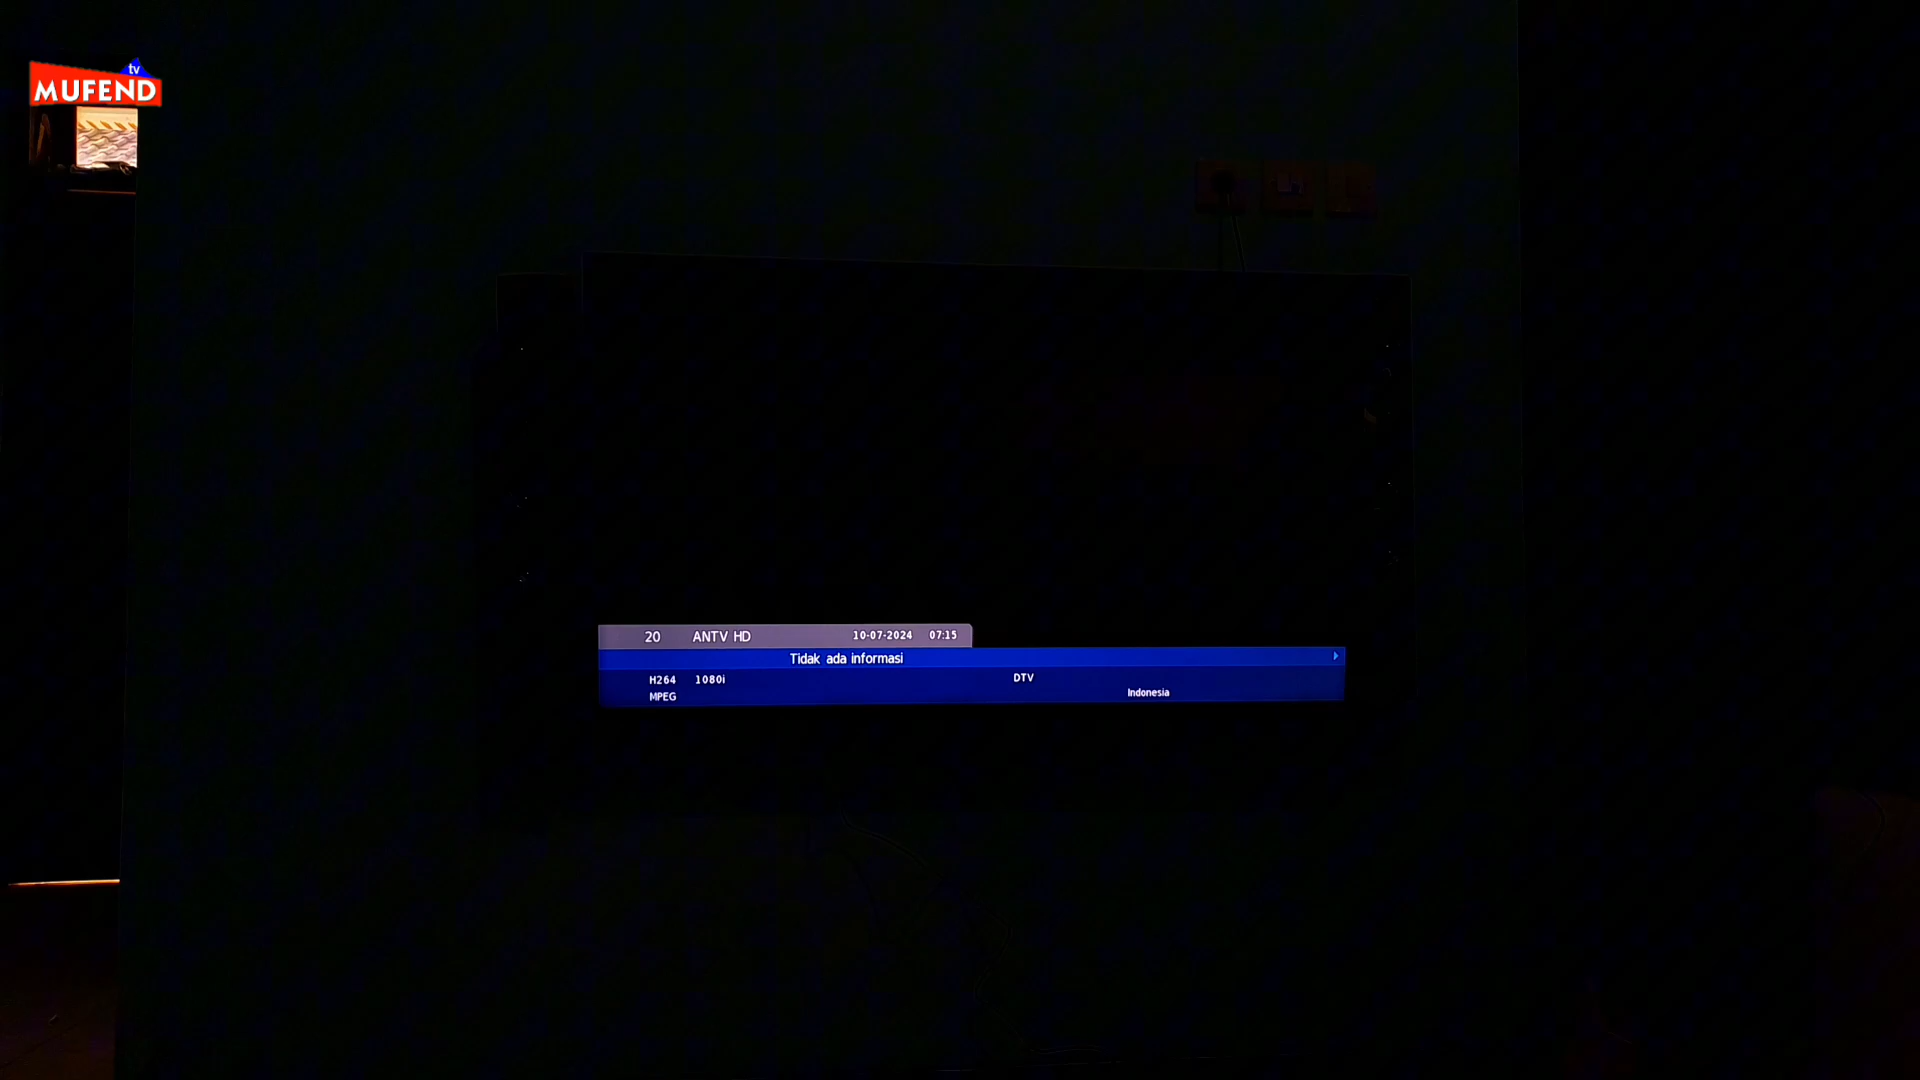 tv
MUFEND
20 ANTV HD 10-07-2024 07:15
Tidak ada informasi
H264 1080i DTV
MPEG Indonesia